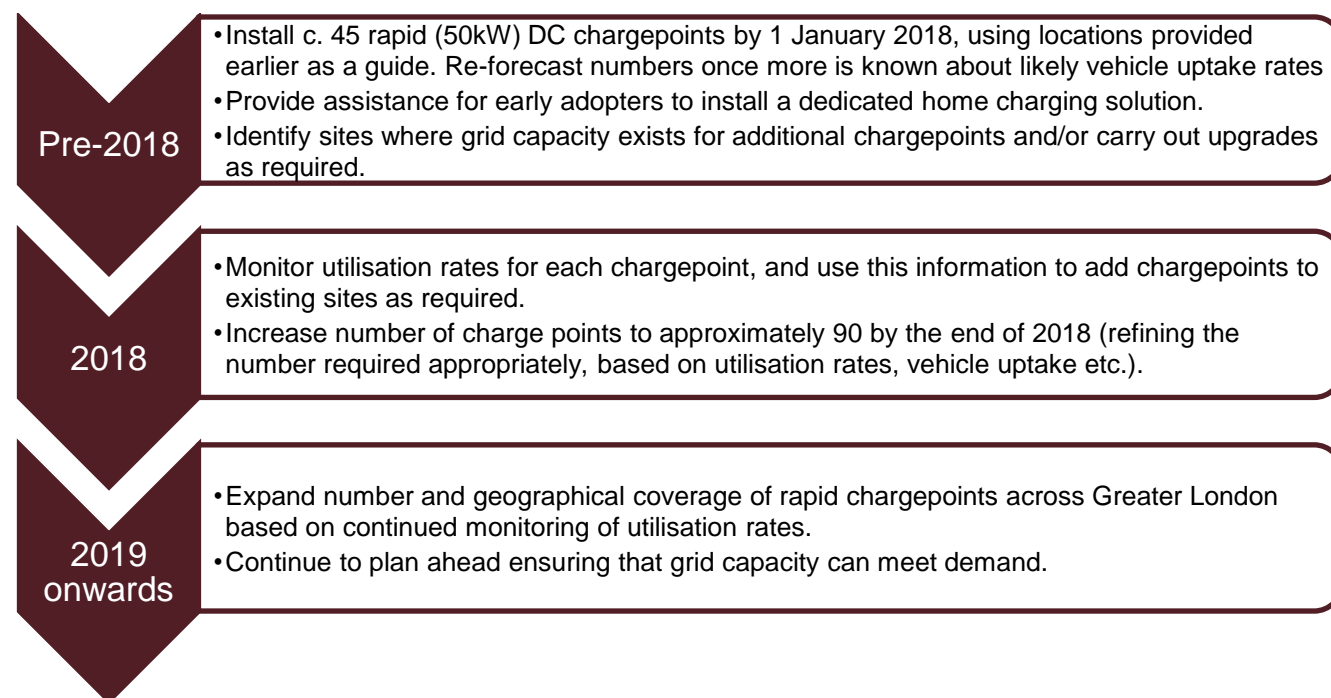 Pre-2018
•Install c. 45 rapid (50kW) DC chargepoints by 1 January 2018, using locations provided
earlier as a guide. Re-forecast numbers once more is known about likely vehicle uptake rates
•Provide assistance for early adopters to install a dedicated home charging solution.
•Identify sites where grid capacity exists for additional chargepoints and/or carry out upgrades
as required.
2018
•Monitor utilisation rates for each chargepoint, and use this information to add chargepoints to
existing sites as required.
•Increase number of charge points to approximately 90 by the end of 2018 (refining the
number required appropriately, based on utilisation rates, vehicle uptake etc.).
2019
onwards
•Expand number and geographical coverage of rapid chargepoints across Greater London
based on continued monitoring of utilisation rates.
•Continue to plan ahead ensuring that grid capacity can meet demand.